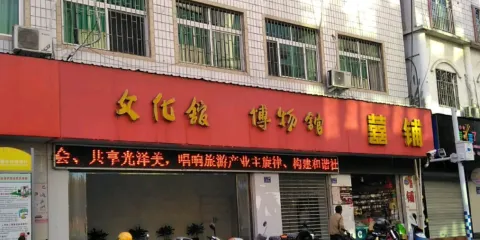 文化馆 博物馆 囍铺
会、共享光泽关，唱响旅游产业主旋律、构建和谐社